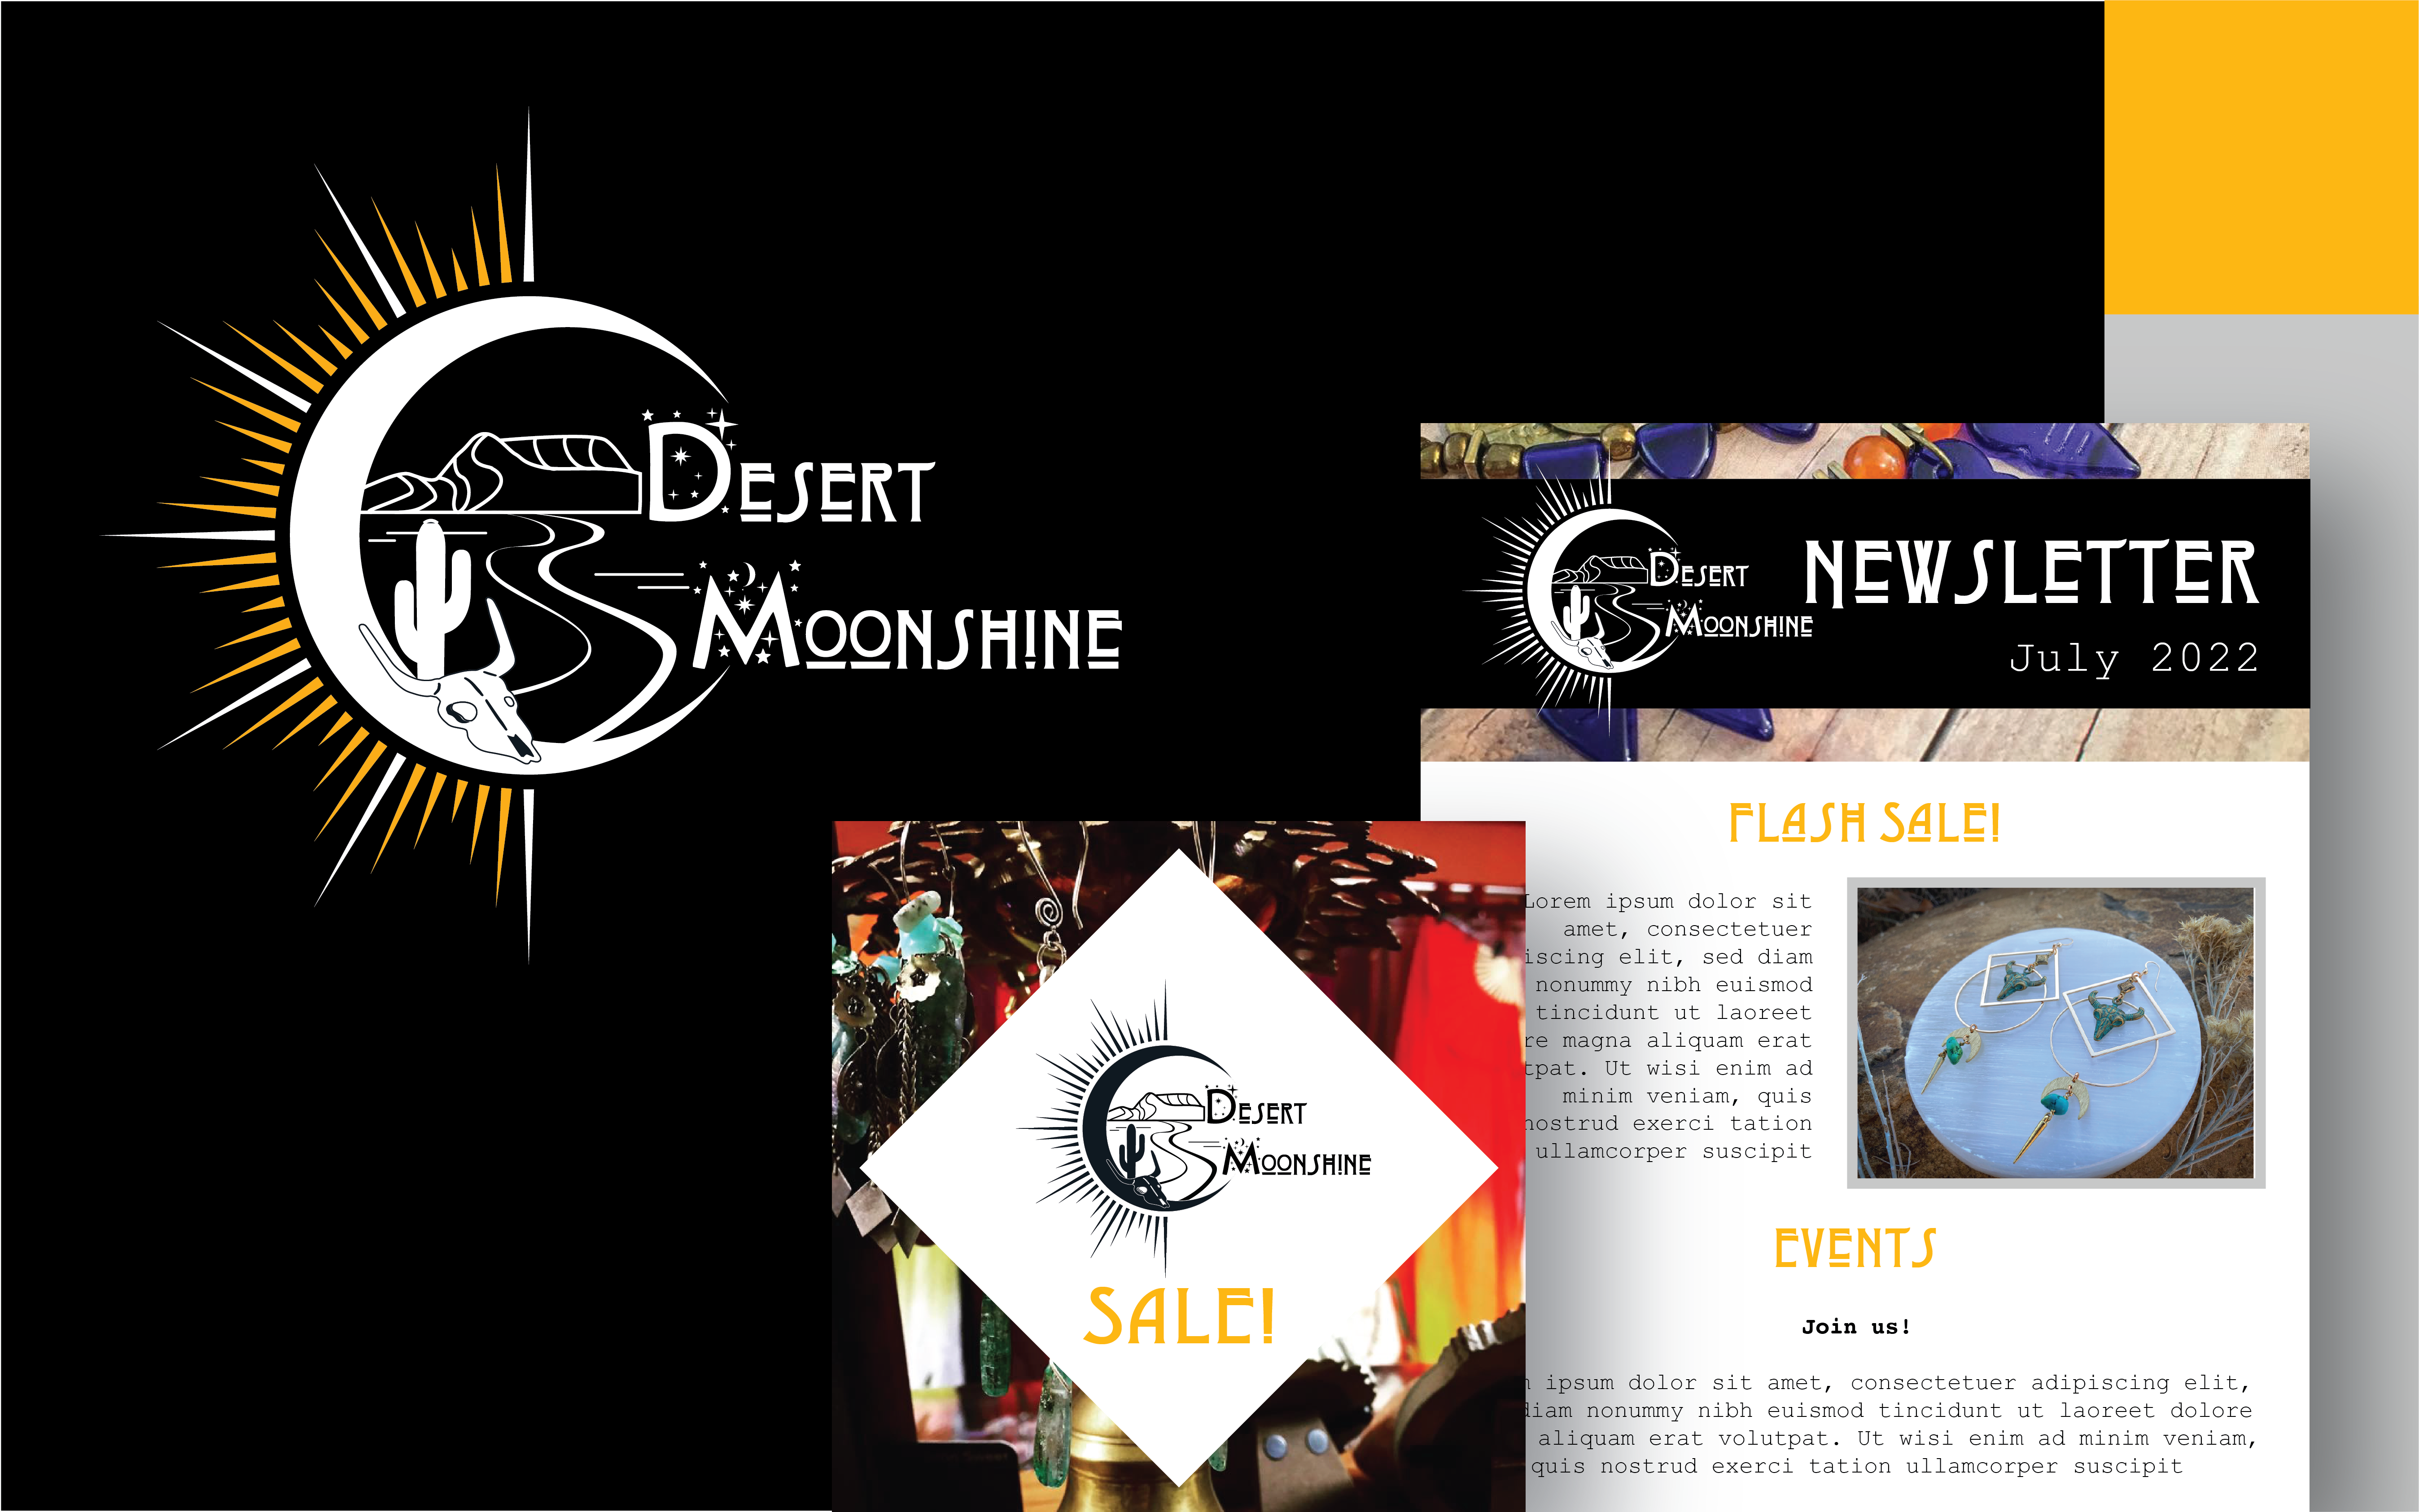 DESERT
MOONSHINE
DESERT
MOONSHINE
NEWSLETTER
July 2022
FLASH SALE!
Lorem ipsum dolor sit
amet, consectetuer
elit, sed diam
nonummy nibh euismod
tincidunt ut laoreet
magna aliquam erat
Ut wisi enim ad
minim veniam, quis
nostrud exerci tation
ullamcorper suscipit
EVENTS
Join us!
ipsum dolor sit amet, consectetuer adipiscing elit,
diam nonummy nibh euismod tincidunt ut laoreet dolore
aliquam erat volutpat. Ut wisi enim ad minim veniam,
quis nostrud exerci tation ullamcorper suscipit
DESERT
MOONSHINE
SALE!